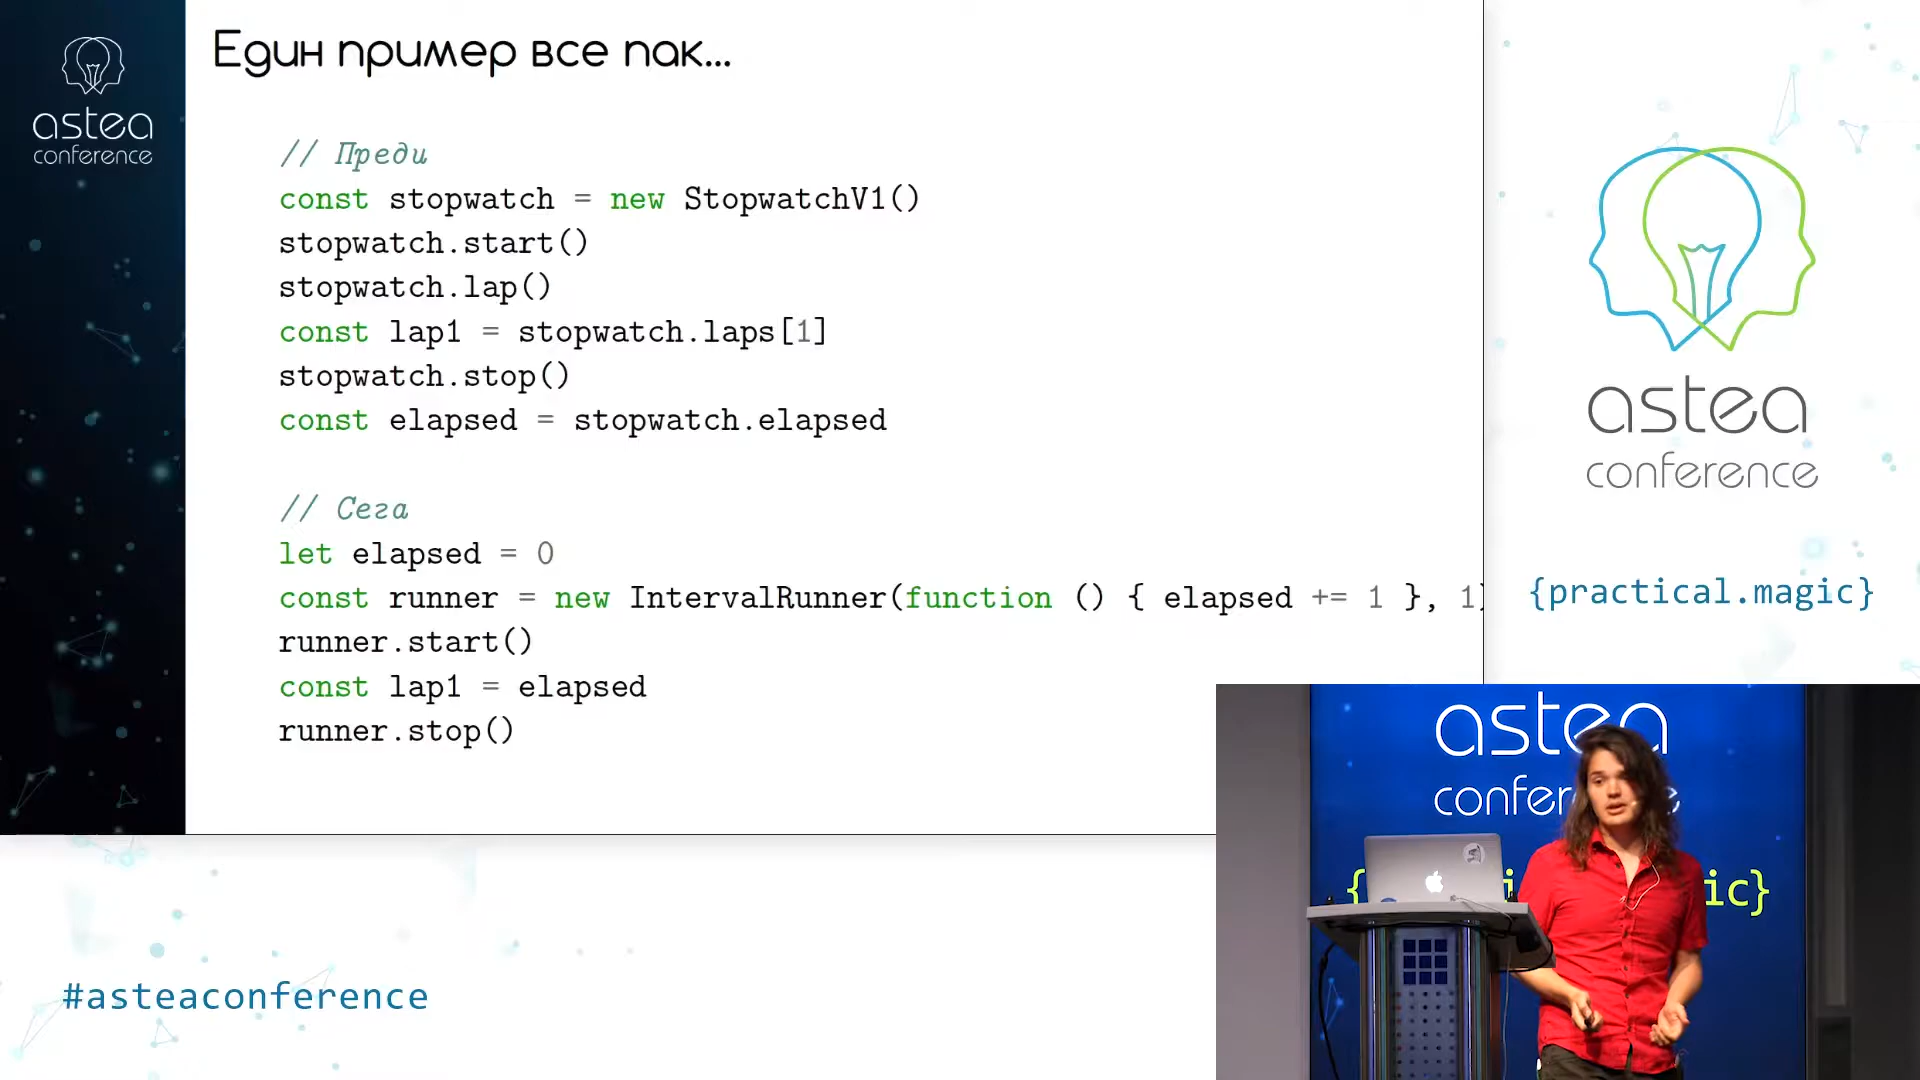 astea
conference
Един пример все пак...
// Преди
const stopwatch = new StopwatchV1()
stopwatch.start()
stopwatch.lap()
const lap1 = stopwatch.laps[1]
stopwatch.stop()
const elapsed = stopwatch.elapsed
// Сега
let elapsed = 0
const runner = new IntervalRunner(function () { elapsed += 1 }, 1)
runner.start()
const lap1 = elapsed
runner.stop()
astea
conference
{practical.magic}
astea
#asteaconference